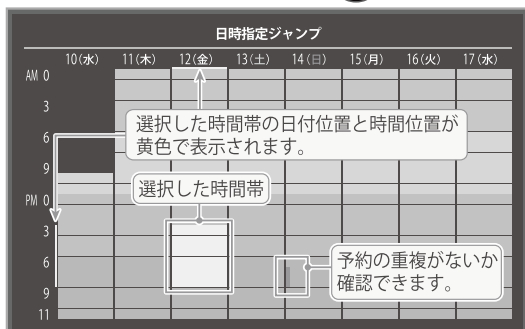 日時指定ジャンプ
10(水) 11(木) 12(金) 13(土) 14(日) 15(月) 16(火) 17(水)
AM 0
3
6
9
PM 0
3
6
9
11
選択した時間帯の日付位置と時間位置が
黄色で表示されます。
選択した時間帯
予約の重複がないか
確認できます。